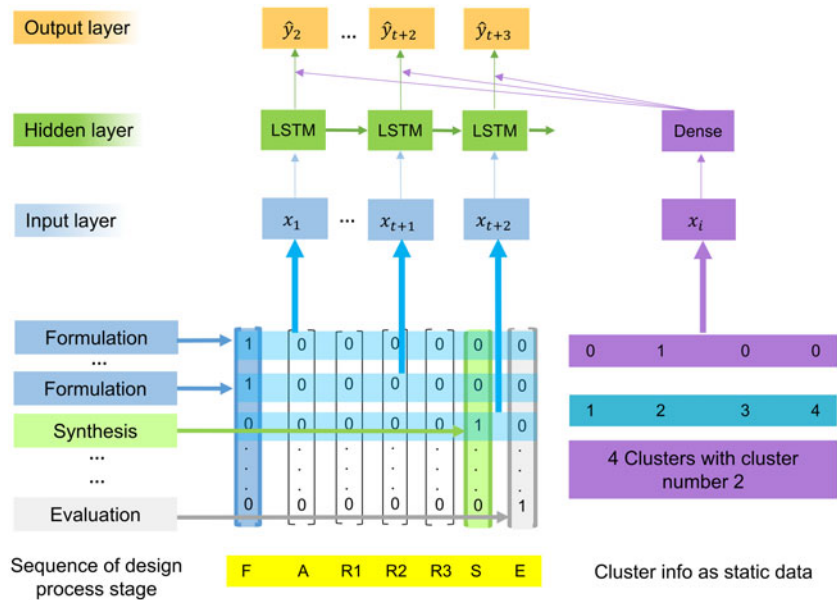 Output layer
ŷ₂ ... ŷₜ₊₂ ŷₜ₊₃
Hidden layer
LSTM LSTM LSTM Dense
Input layer
x₁ ... xₜ₊₁ xₜ₊₂ xᵢ
Formulation 1 0 0 0 0 0 0
...
Formulation 1 0 0 0 0 0 0
Synthesis 0 0 0 0 0 1 0
... . . . . . . .
... . . . . . . .
. . . . . . .
Evaluation 0 0 0 0 0 0 1
0 1 0 0
1 2 3 4
4 Clusters with cluster
number 2
Sequence of design
process stage
F A R1 R2 R3 S E
Cluster info as static data